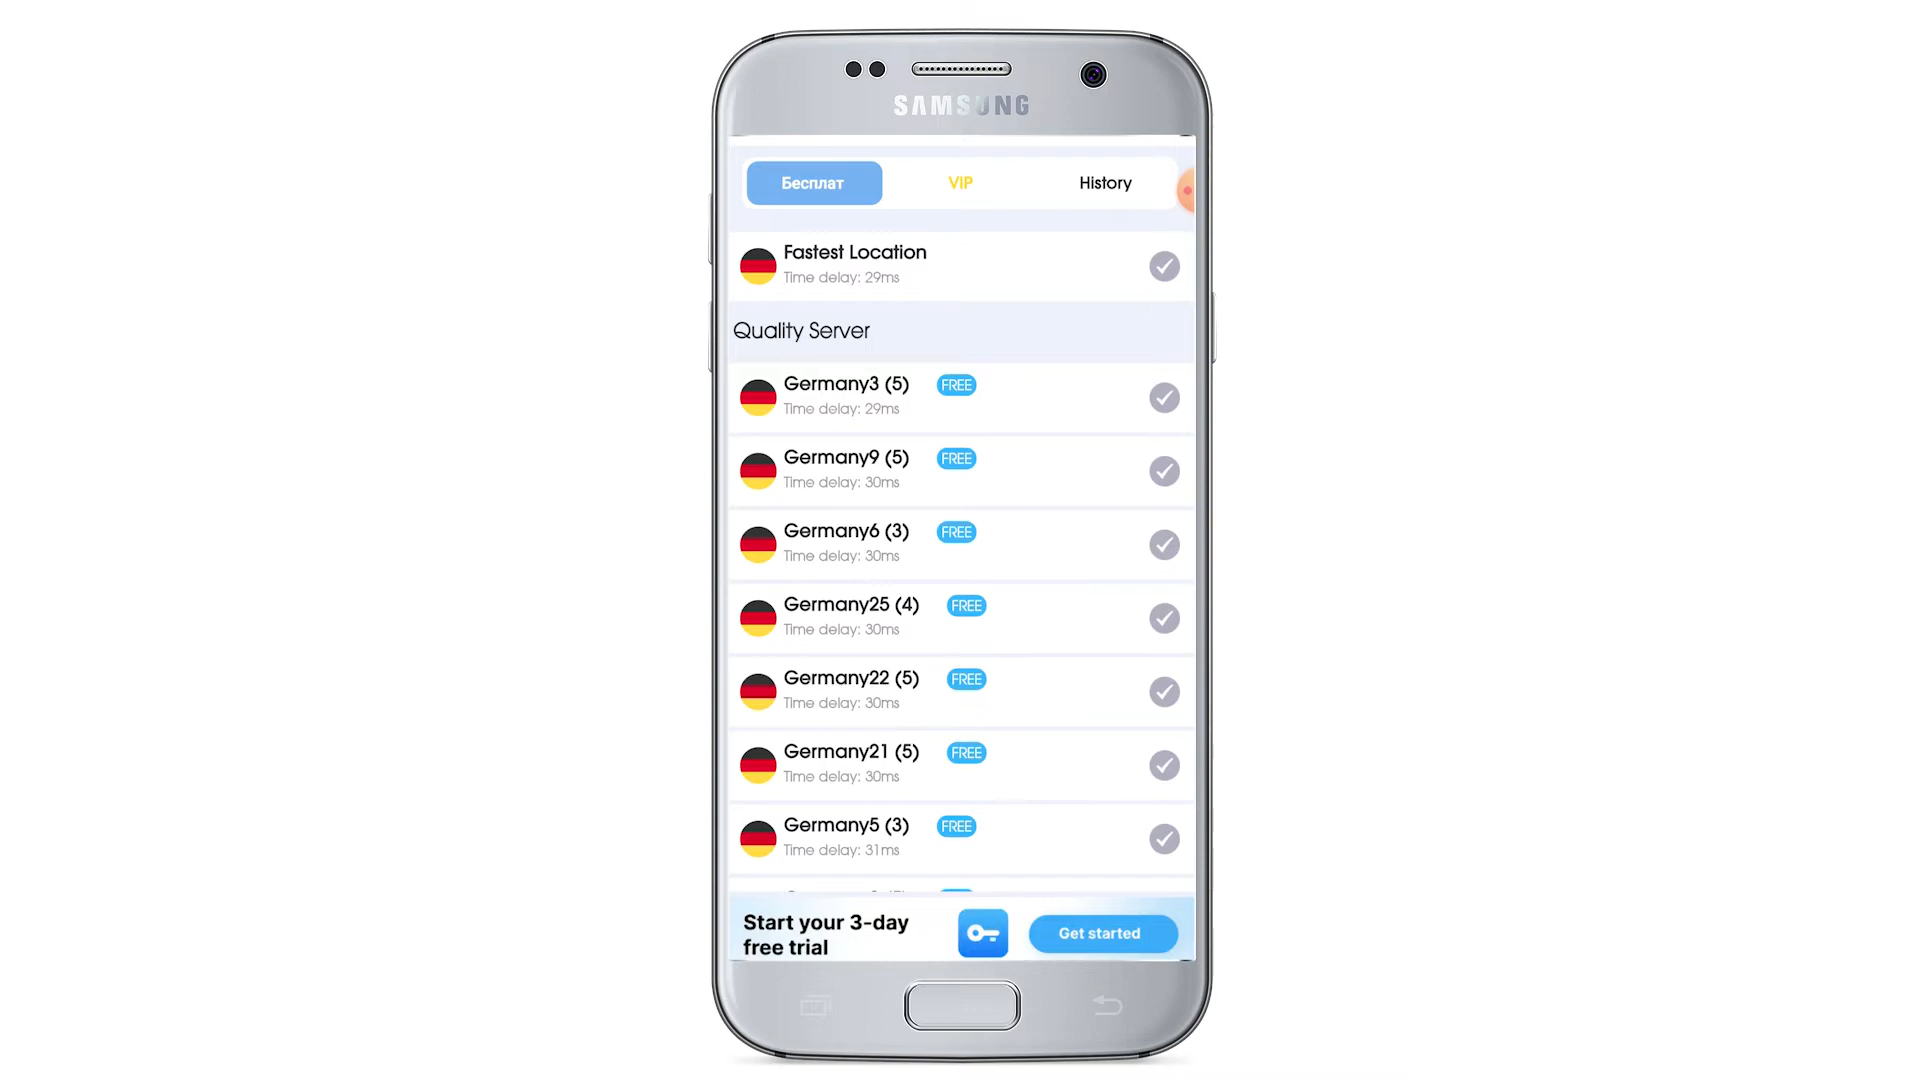 SAMSUNG
Бесплат VIP History
Fastest Location
Time delay: 29ms
Quality Server
Germany3 (5) FREE
Time delay: 29ms
Germany9 (5) FREE
Time delay: 30ms
Germany6 (3) FREE
Time delay: 30ms
Germany25 (4) FREE
Time delay: 30ms
Germany22 (5) FREE
Time delay: 30ms
Germany21 (5) FREE
Time delay: 30ms
Germany5 (3) FREE
Time delay: 31ms
Start your 3-day
free trial
Get started